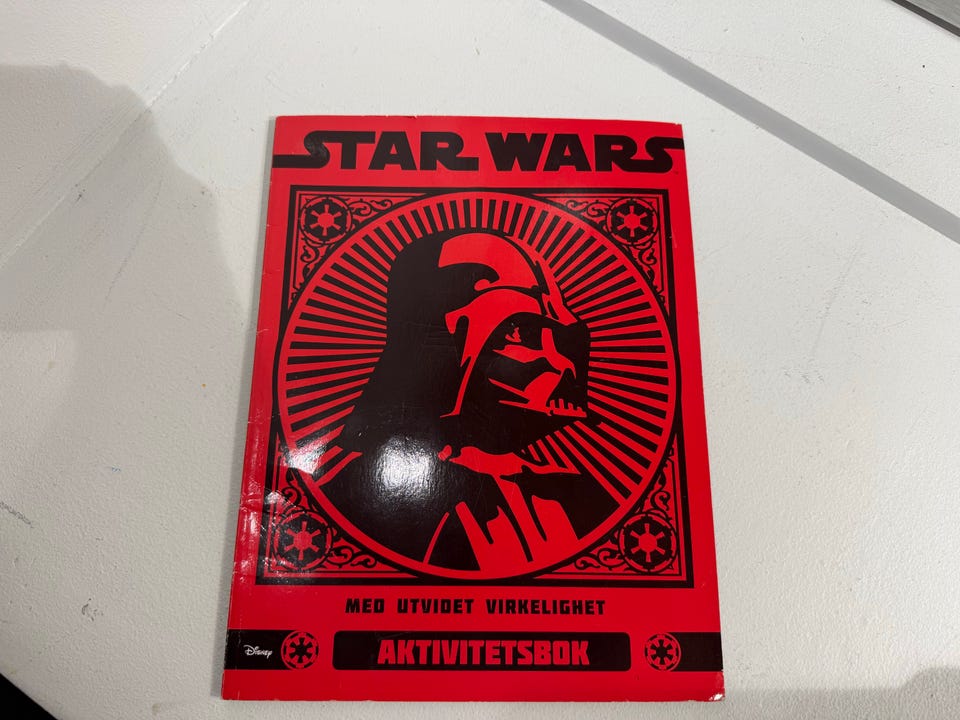 STAR WARS
MED UTVIDET VIRKELIGHET
Disney
AKTIVITETSBOK